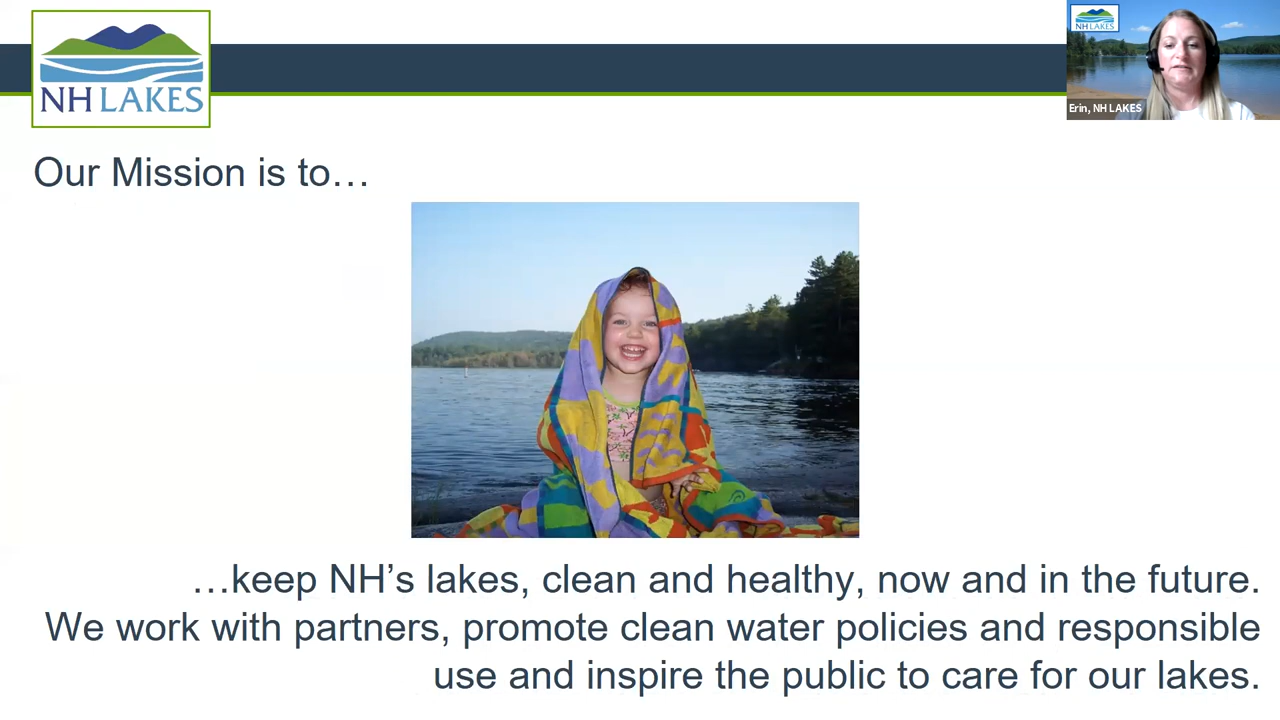 NH LAKES
NH LAKES
Erin, NH LAKES
Our Mission is to…
…keep NH’s lakes, clean and healthy, now and in the future.
We work with partners, promote clean water policies and responsible
use and inspire the public to care for our lakes.